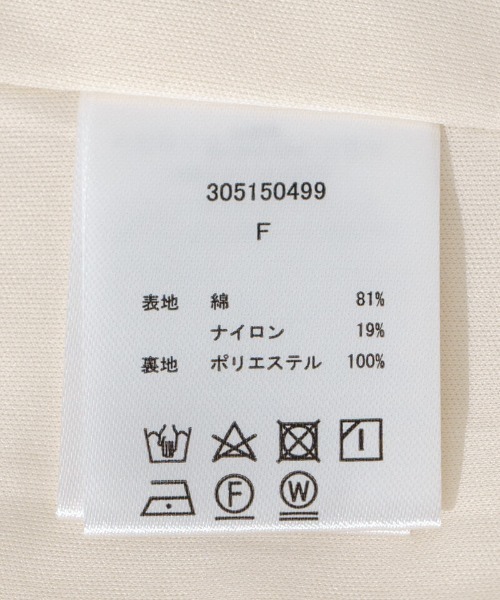 305150499
F
表地 綿 81%
ナイロン 19%
裏地 ポリエステル 100%
F W